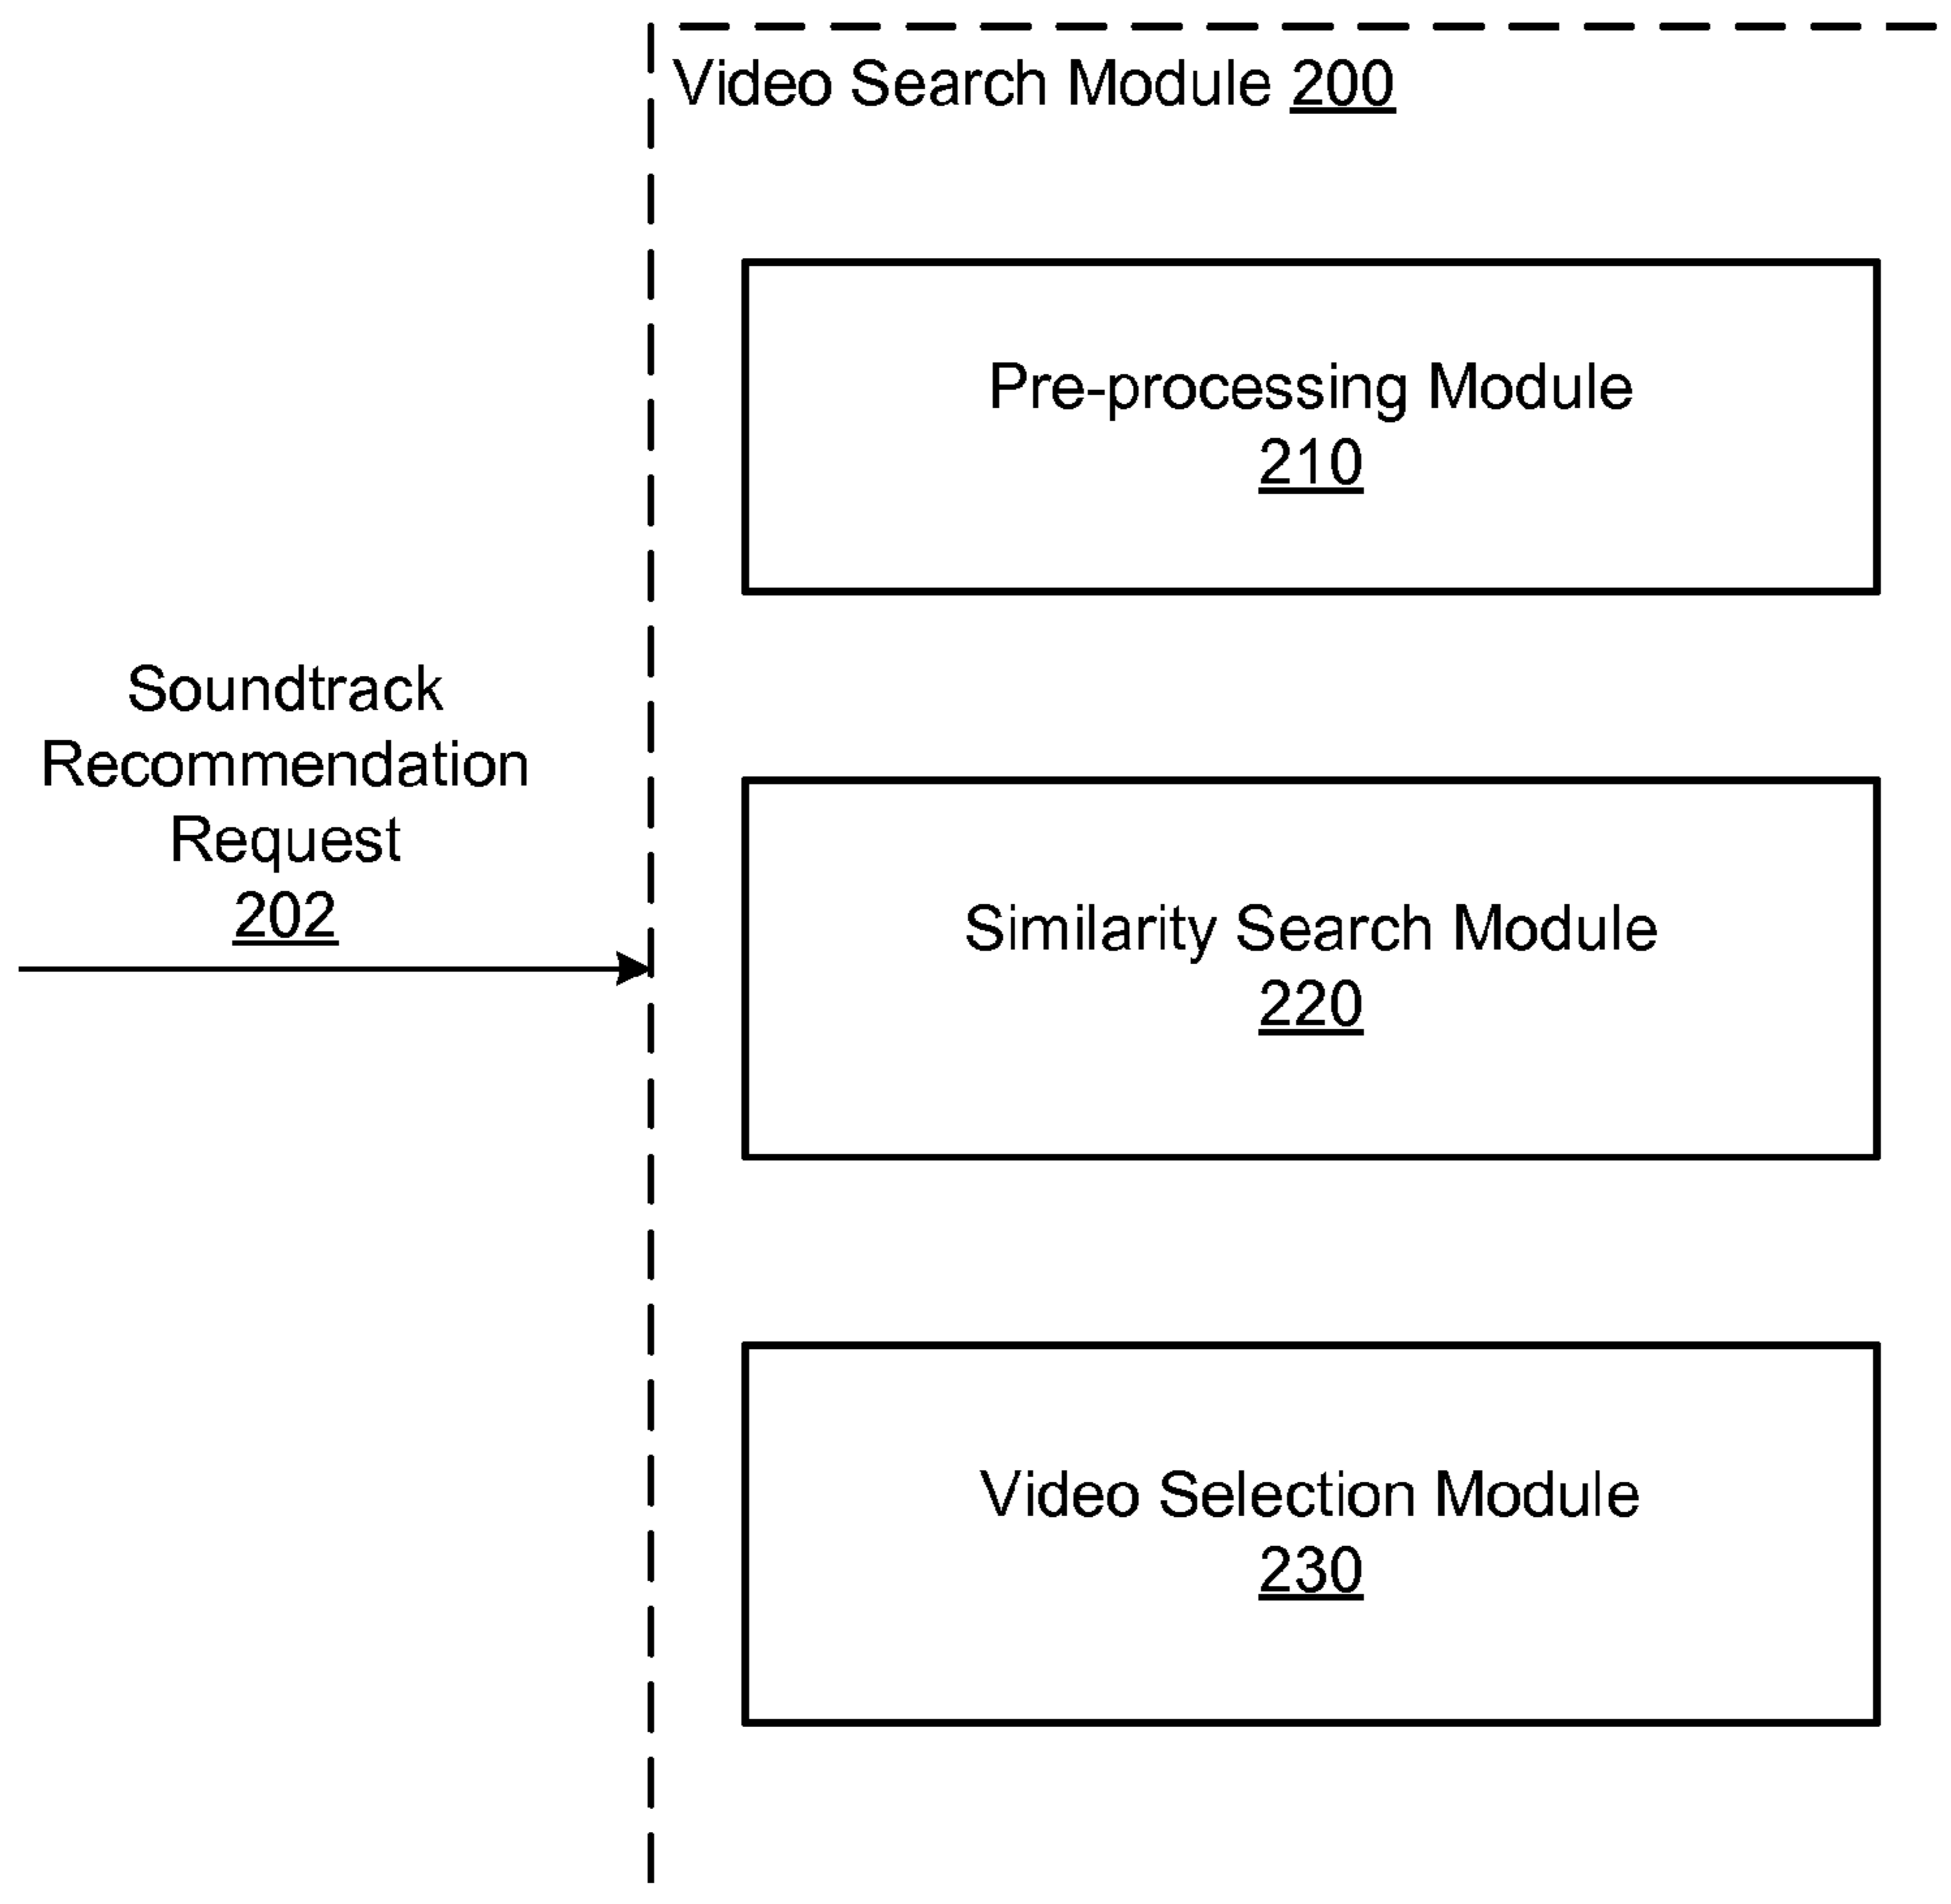 Video Search Module 200
Pre-processing Module
210
Soundtrack
Recommendation
Request
202
Similarity Search Module
220
Video Selection Module
230